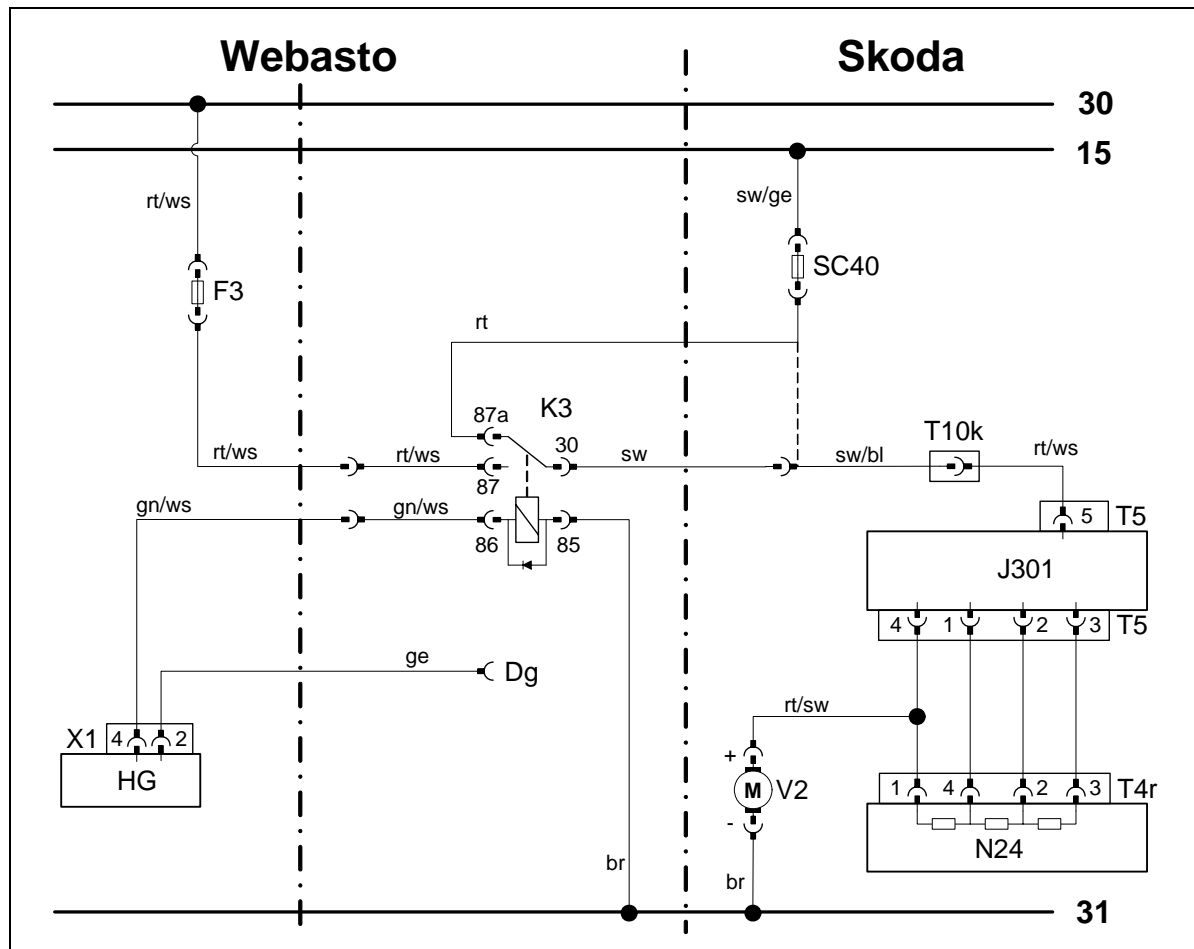 Webasto
Skoda
30
15
rt/ws
sw/ge
F3
SC40
rt
87a
K3
30
T10k
rt/ws
rt/ws
rt/ws
87
sw
sw/bl
gn/ws
gn/ws
86
85
5
T5
J301
4
1
2
3
T5
ge
Dg
rt/sw
X1
4
2
HG
+
M
V2
-
1
4
2
3
T4r
N24
br
br
31